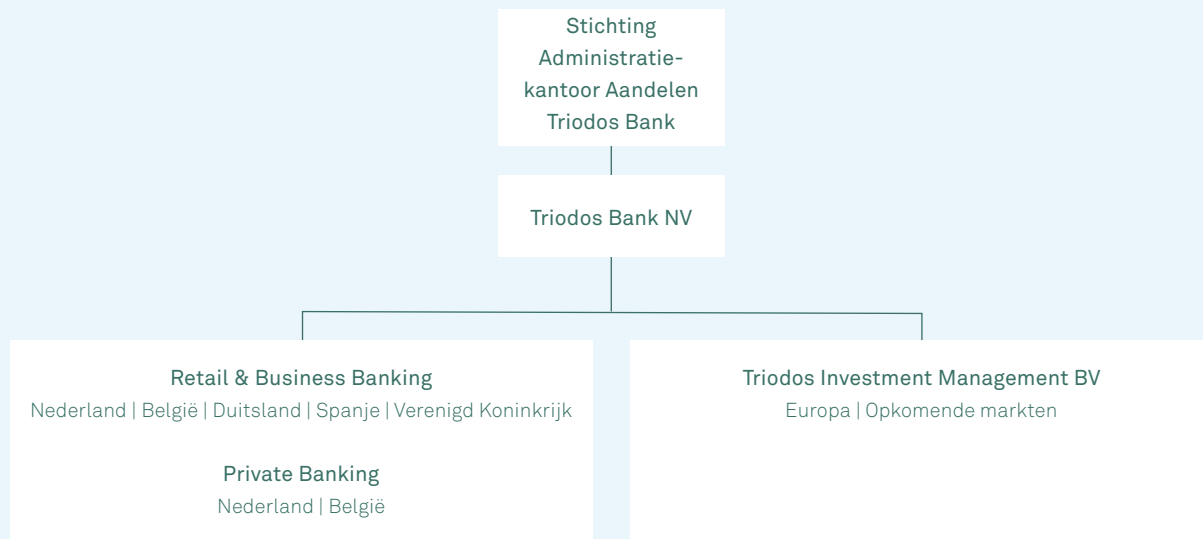 Stichting
Administratie-
kantoor Aandelen
Triodos Bank
Triodos Bank NV
Retail & Business Banking
Nederland | België | Duitsland | Spanje | Verenigd Koninkrijk
Private Banking
Nederland | België
Triodos Investment Management BV
Europa | Opkomende markten